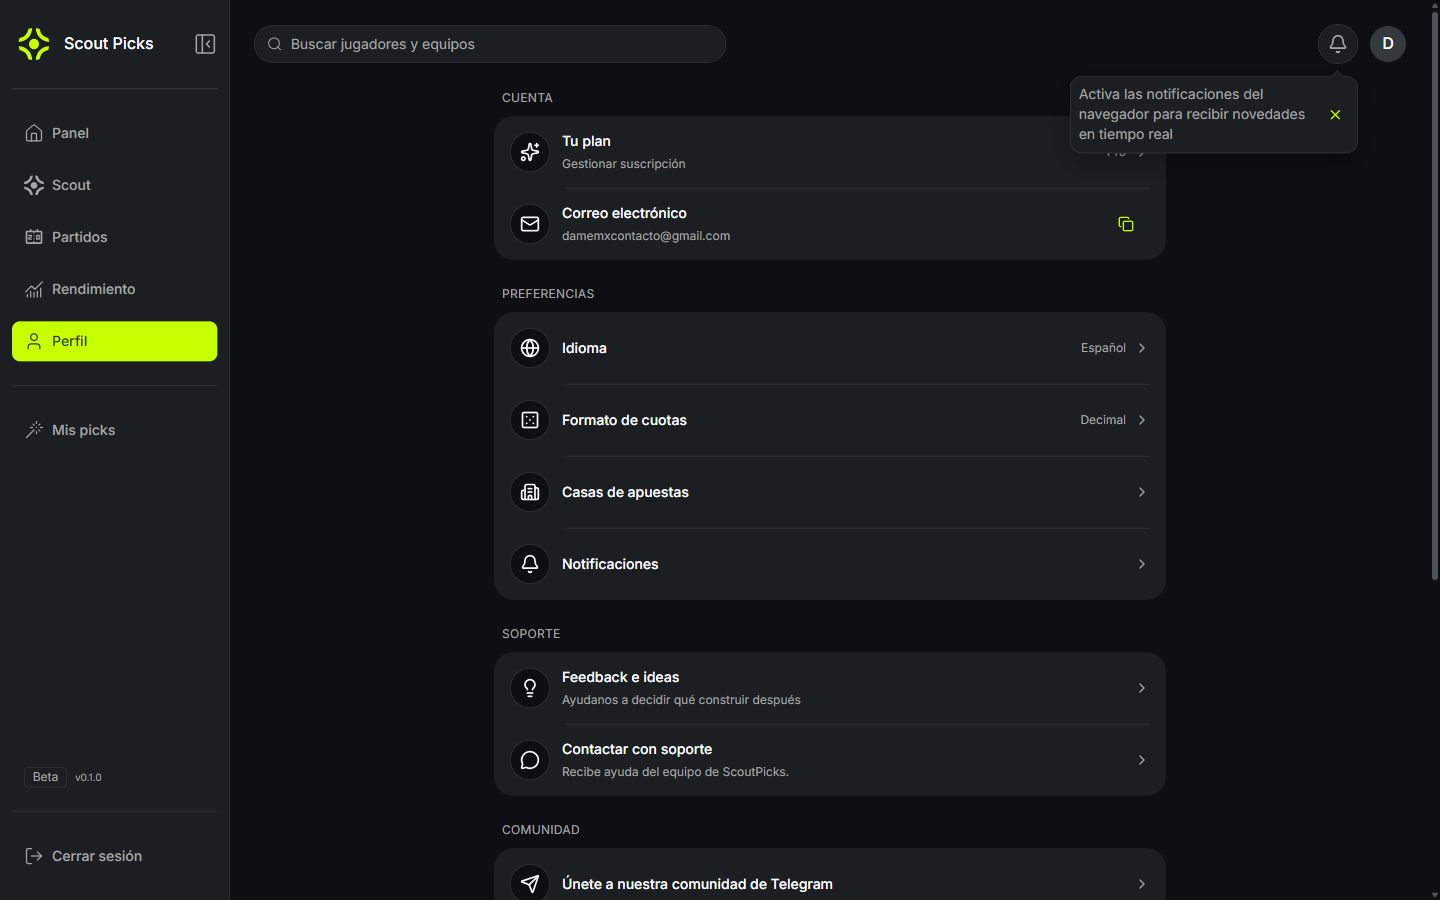 Scout Picks
Buscar jugadores y equipos
D
Activa las notificaciones del
navegador para recibir novedades
en tiempo real
Panel
Scout
Partidos
Rendimiento
Perfil
Mis picks
Beta v0.1.0
Cerrar sesión
CUENTA
Tu plan
Gestionar suscripción
Correo electrónico
damemxcontacto@gmail.com
PREFERENCIAS
Idioma
Español
Formato de cuotas
Decimal
Casas de apuestas
Notificaciones
SOPORTE
Feedback e ideas
Ayudanos a decidir qué construir después
Contactar con soporte
Recibe ayuda del equipo de ScoutPicks.
COMUNIDAD
Únete a nuestra comunidad de Telegram